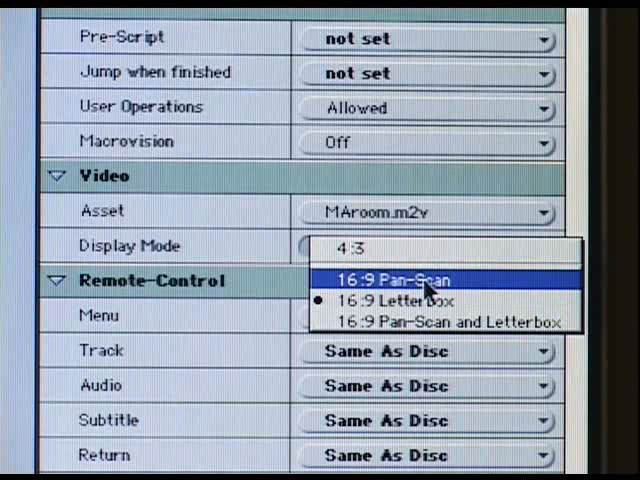 Pre-Script not set
Jump when finished not set
User Operations Allowed
Macrovision Off
Video
Asset MAroom.m2v
Display Mode
4:3
16:9 Pan-Scan
Remote-Control
16:9 Letterbox
Menu
16:9 Pan-Scan and Letterbox
Track Same As Disc
Audio Same As Disc
Subtitle Same As Disc
Return Same As Disc